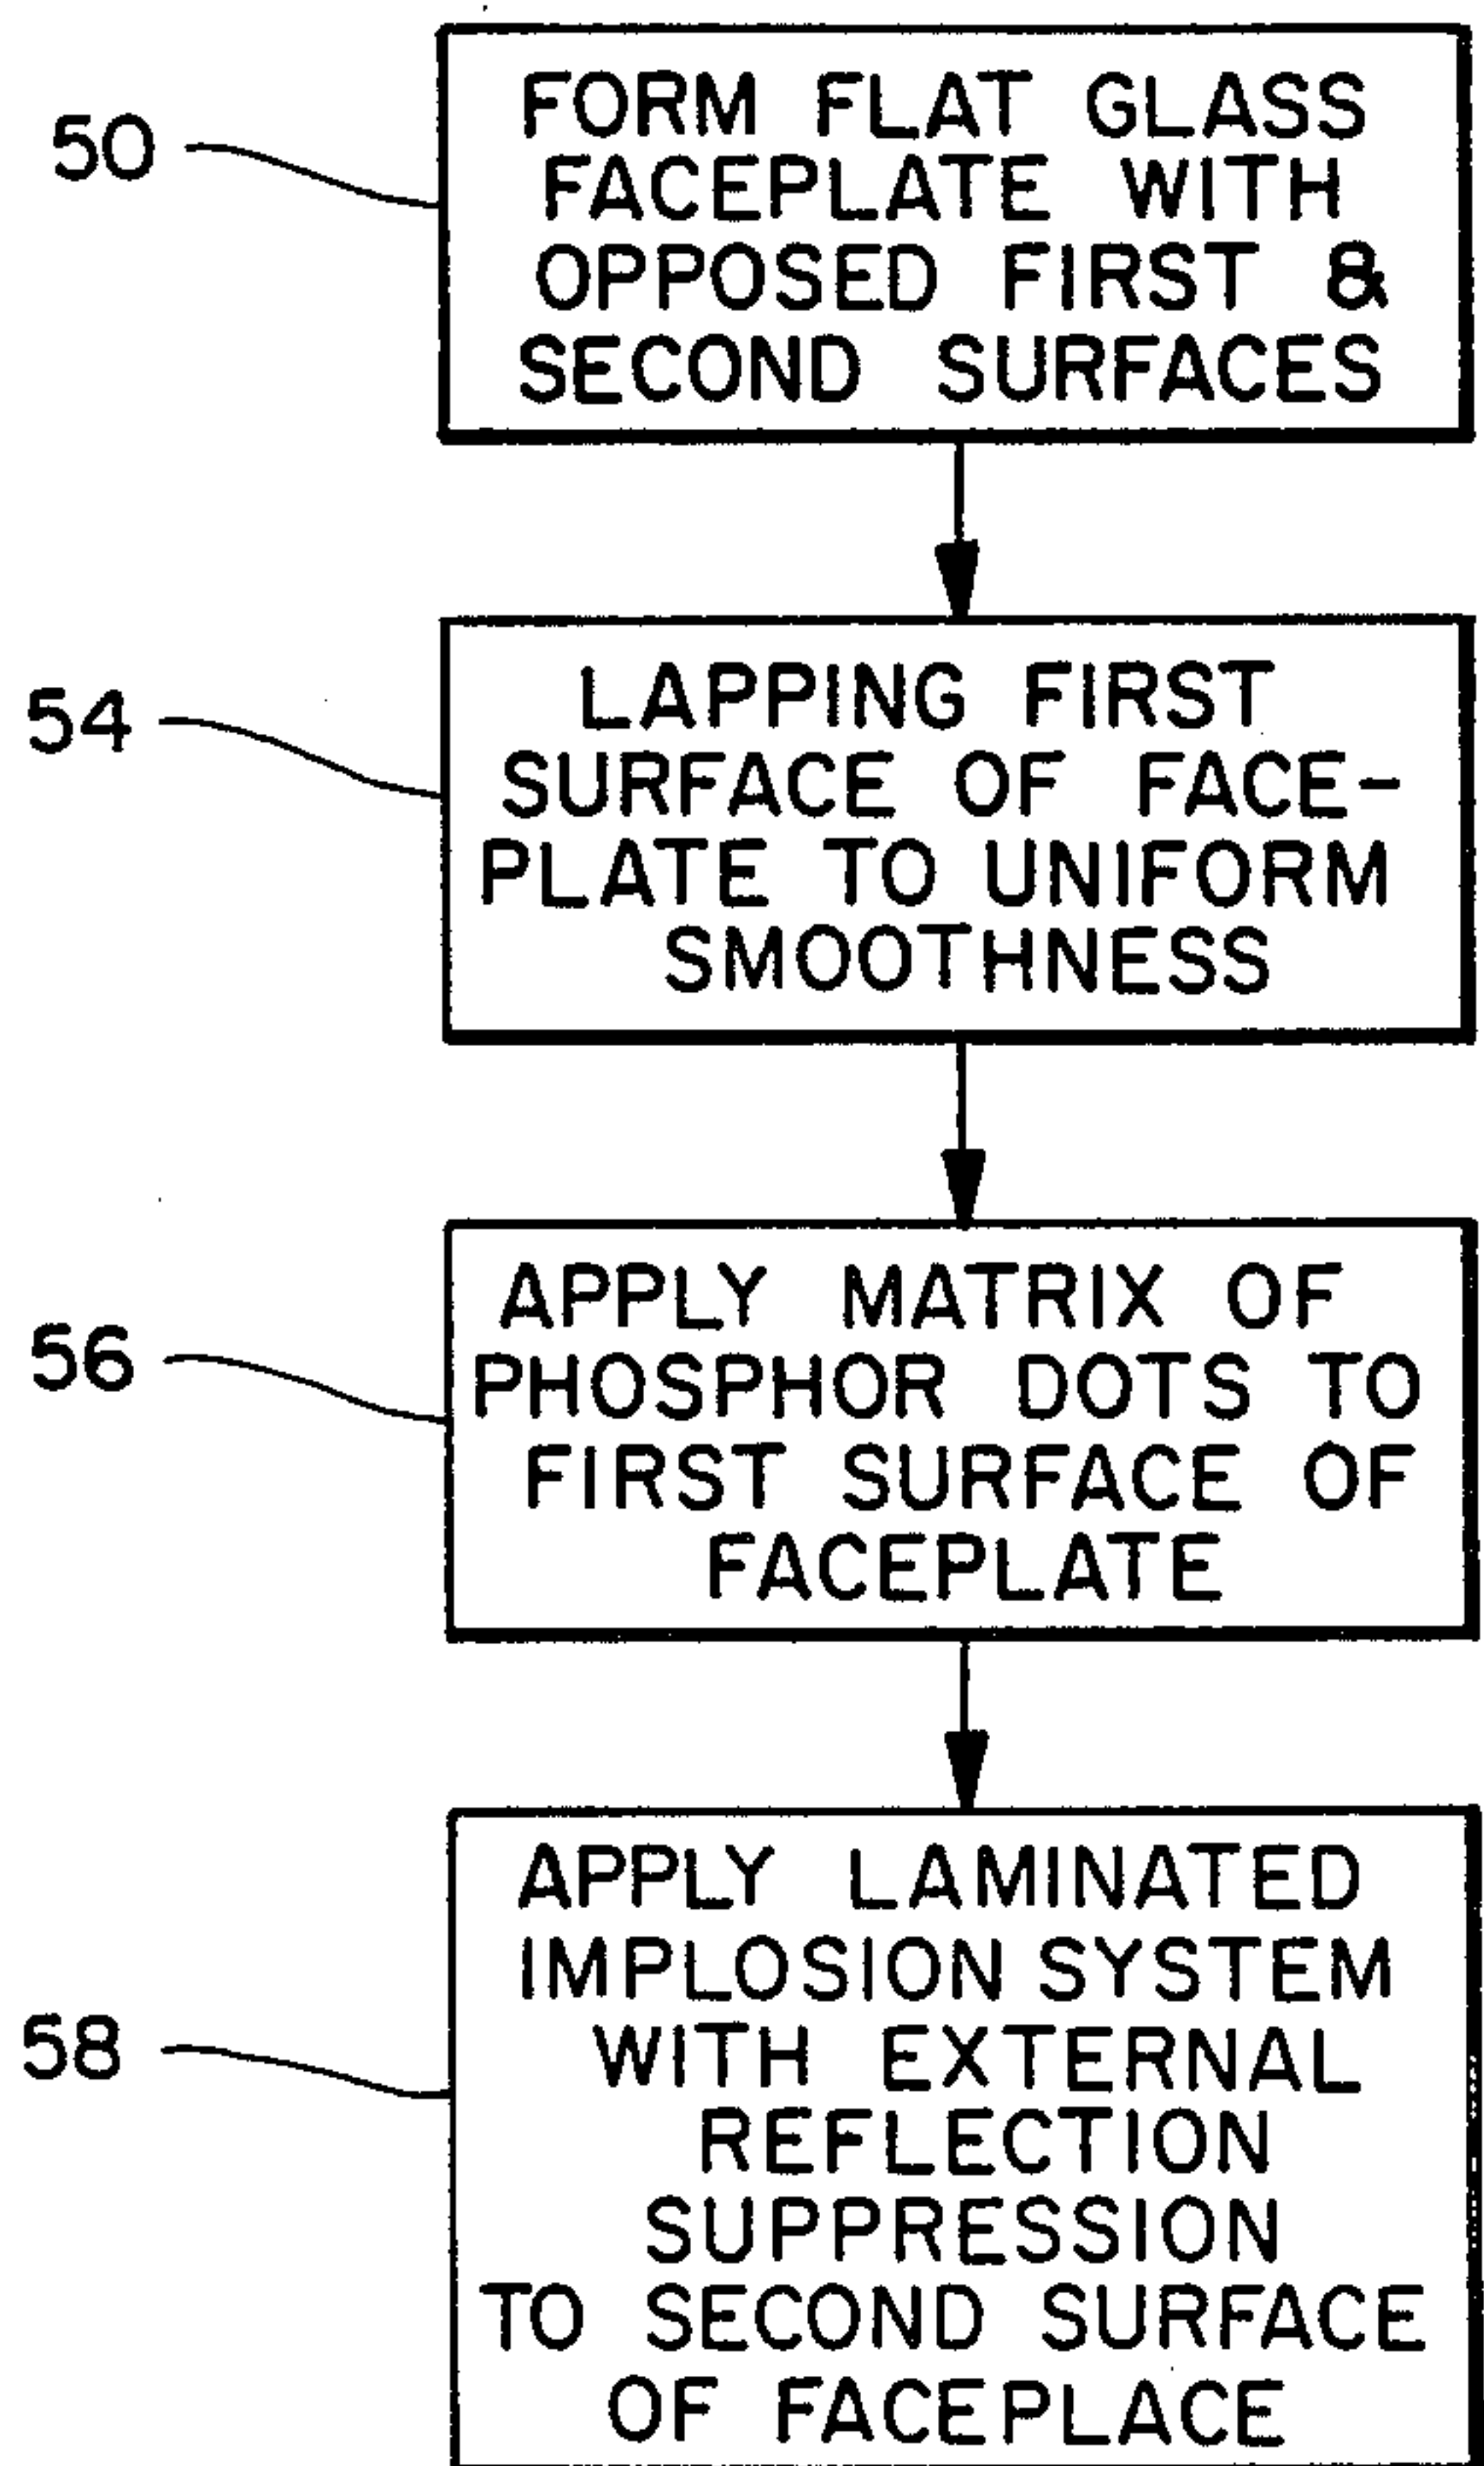 50
FORM FLAT GLASS
FACEPLATE WITH
OPPOSED FIRST &
SECOND SURFACES
54
LAPPING FIRST
SURFACE OF FACE-
PLATE TO UNIFORM
SMOOTHNESS
56
APPLY MATRIX OF
PHOSPHOR DOTS TO
FIRST SURFACE OF
FACEPLATE
58
APPLY LAMINATED
IMPLOSION SYSTEM
WITH EXTERNAL
REFLECTION
SUPPRESSION
TO SECOND SURFACE
OF FACEPLACE